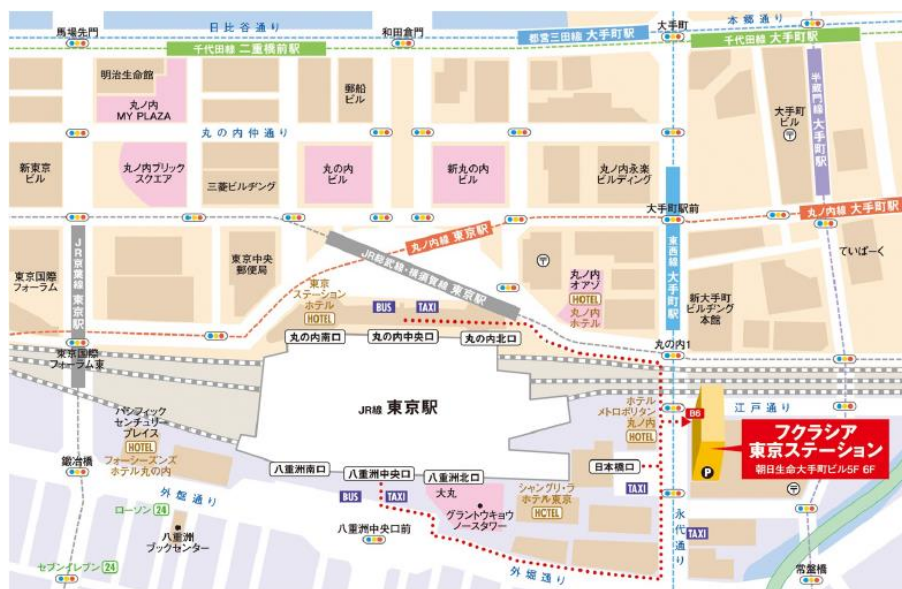 日比谷通り
馬場先門
和田倉門
大手町
本郷通り
千代田線 二重橋前駅
都営三田線 大手町駅
千代田線 大手町駅
明治生命館
丸ノ内
MY PLAZA
郵船
ビル
大手町
ビル
半蔵門線 大手町駅
丸の内仲通り
新東京
ビル
丸ノ内ブリック
スクエア
三菱ビルヂング
丸の内
ビル
新丸の内
ビル
丸ノ内永楽
ビルディング
大手町駅前
丸ノ内線 大手町駅
JR京葉線 東京駅
丸ノ内線 東京駅
JR総武線・横須賀線 東京駅
東西線 大手町駅
東京国際
フォーラム
東京中央
郵便局
ていぱーく
東京
ステーション
ホテル
HOTEL
BUS
TAXI
丸ノ内
オアゾ
HOTEL
丸ノ内
ホテル
新大手町
ビルヂング
本館
丸の内南口
丸の内中央口
丸の内北口
丸の内1
東京国際
フォーラム東
JR線 東京駅
江戸通り
B6
フクラシア
東京ステーション
朝日生命大手町ビル5F 6F
P
ホテル
メトロポリタン
丸ノ内
HOTEL
日本橋口
TAXI
パシフィック
センチュリー
プレイス
HOTEL
フォーシーズンズ
ホテル丸の内
鍛冶橋
八重洲南口
八重洲中央口
八重洲北口
BUS
TAXI
大丸
グラントウキョウ
ノースタワー
シャングリ・ラ
ホテル東京
HOTEL
外堀通り
ローソン24
八重洲
ブックセンター
八重洲中央口前
永代通り
TAXI
セブンイレブン24
外堀通り
常盤橋